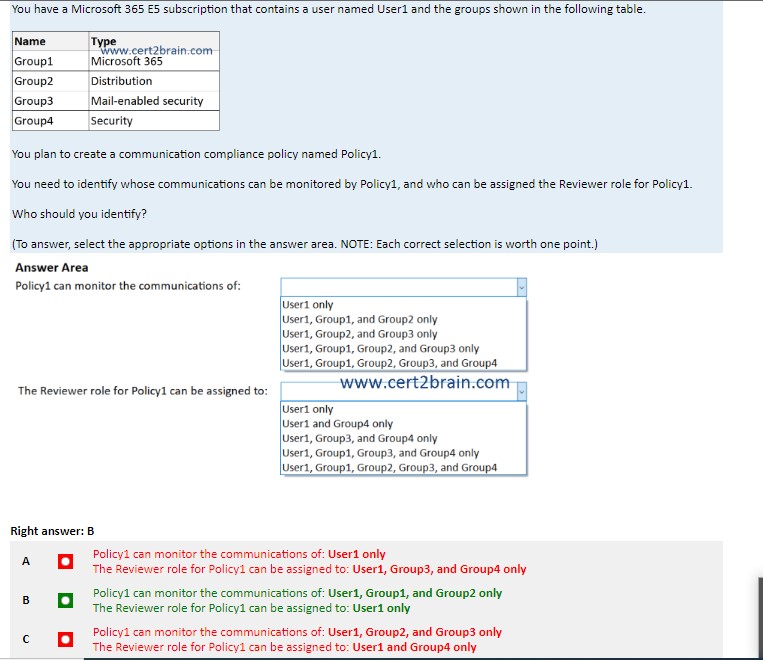 You have a Microsoft 365 E5 subscription that contains a user named User1 and the groups shown in the following table.
Name Type
www.cert2brain.com
Group1 Microsoft 365
Group2 Distribution
Group3 Mail-enabled security
Group4 Security
You plan to create a communication compliance policy named Policy1.
You need to identify whose communications can be monitored by Policy1, and who can be assigned the Reviewer role for Policy1.
Who should you identify?
(To answer, select the appropriate options in the answer area. NOTE: Each correct selection is worth one point.)
Answer Area
Policy1 can monitor the communications of:
User1 only
User1, Group1, and Group2 only
User1, Group2, and Group3 only
User1, Group1, Group2, and Group3 only
User1, Group1, Group2, Group3, and Group4
www.cert2brain.com
The Reviewer role for Policy1 can be assigned to:
User1 only
User1 and Group4 only
User1, Group3, and Group4 only
User1, Group1, Group3, and Group4 only
User1, Group1, Group2, Group3, and Group4
Right answer: B
A
Policy1 can monitor the communications of: User1 only
The Reviewer role for Policy1 can be assigned to: User1, Group3, and Group4 only
B
Policy1 can monitor the communications of: User1, Group1, and Group2 only
The Reviewer role for Policy1 can be assigned to: User1 only
C
Policy1 can monitor the communications of: User1, Group2, and Group3 only
The Reviewer role for Policy1 can be assigned to: User1 and Group4 only